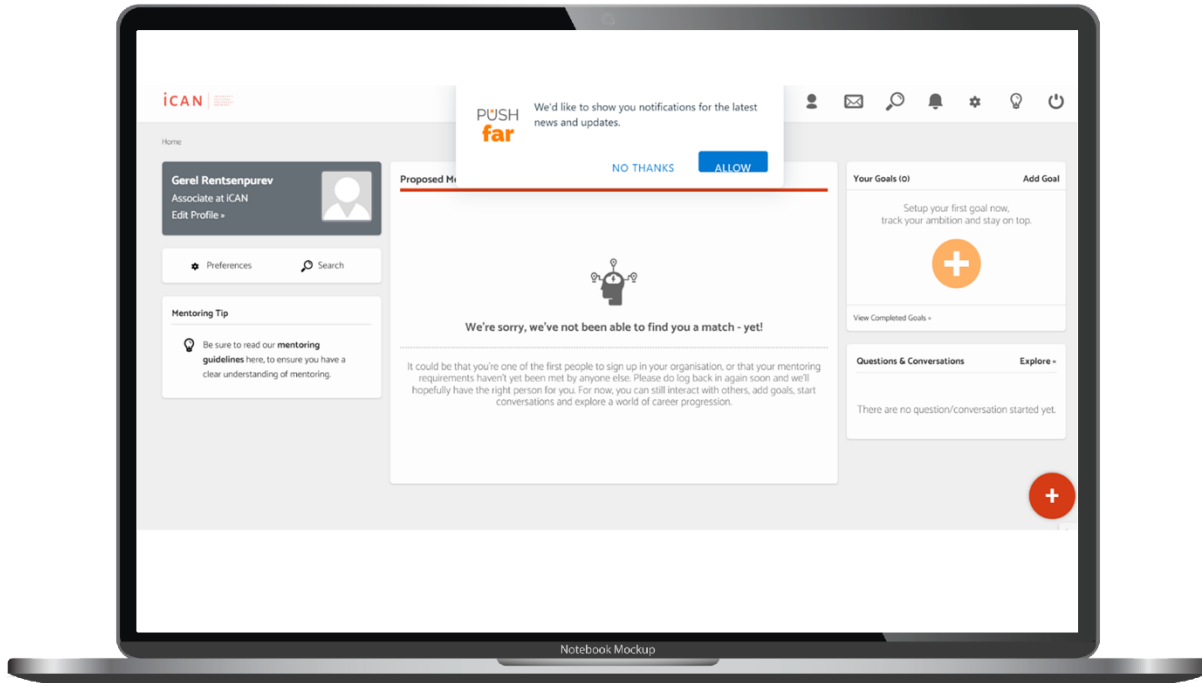 iCAN
PUSH
far
We'd like to show you notifications for the latest
news and updates.
NO THANKS
ALLOW
Home
Gerel Rentsenpurev
Associate at iCAN
Edit Profile »
Preferences
Search
Mentoring Tip
Be sure to read our mentoring
guidelines here, to ensure you have a
clear understanding of mentoring.
Proposed Me
We're sorry, we've not been able to find you a match - yet!
It could be that you're one of the first people to sign up in your organisation, or that your mentoring
requirements haven't yet been met by anyone else. Please do log back in again soon and we'll
hopefully have the right person for you. For now, you can still interact with others, add goals, start
conversations and explore a world of career progression.
Your Goals (0)
Add Goal
Setup your first goal now,
track your ambition and stay on top.
View Completed Goals »
Questions & Conversations
Explore »
There are no question/conversation started yet.
Notebook Mockup